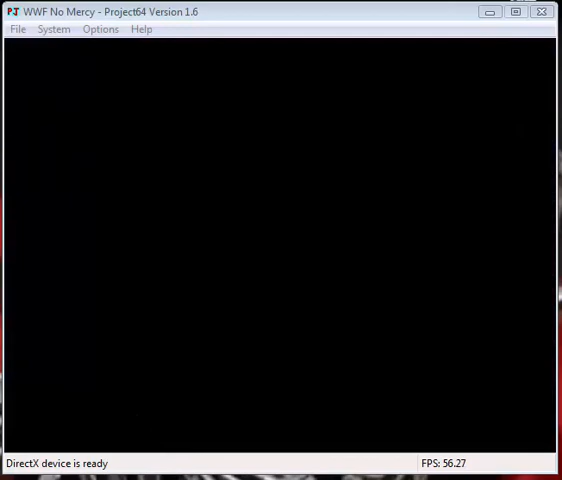 WWF No Mercy - Project64 Version 1.6
File System Options Help
DirectX device is ready FPS: 56.27